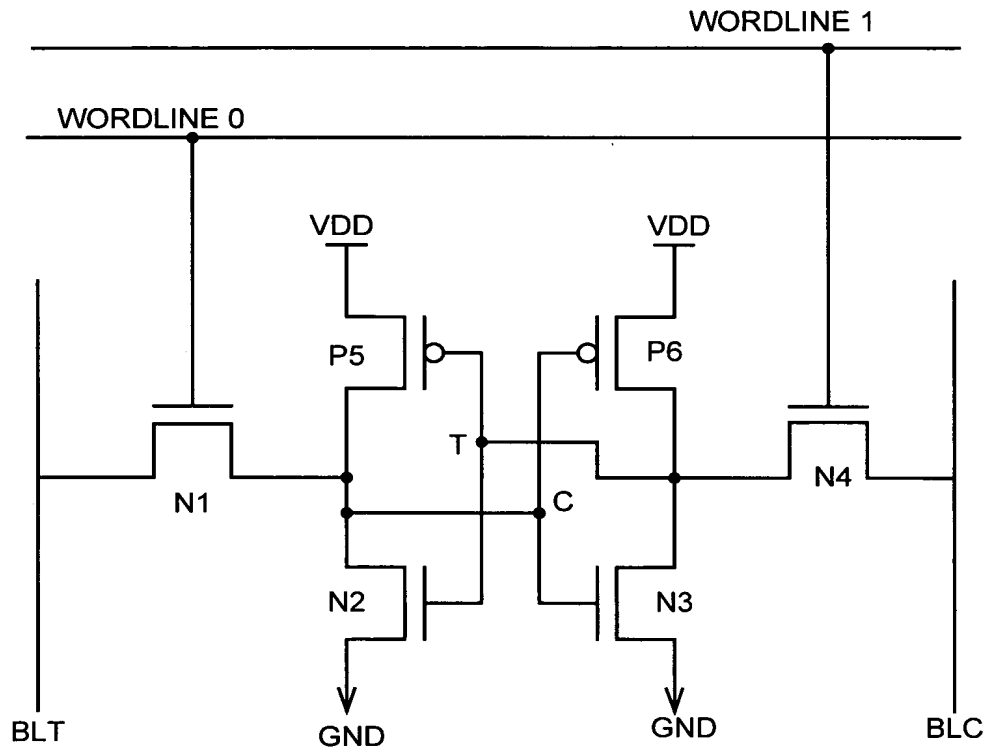 WORDLINE 1
WORDLINE 0
VDD
VDD
P5
P6
T
N1
C
N4
N2
N3
BLT
GND
GND
BLC